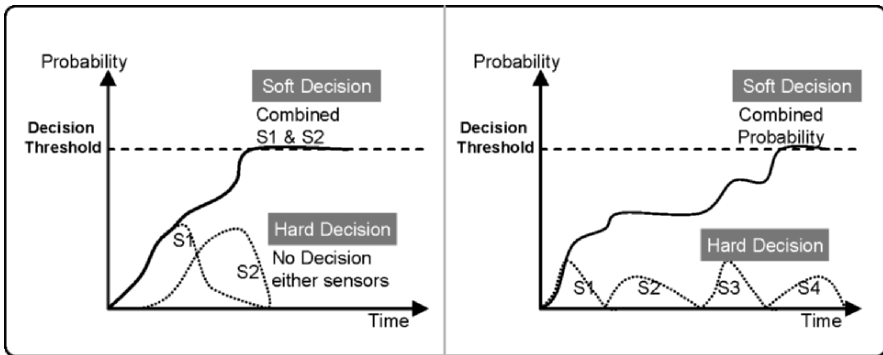 Probability
Soft Decision
Combined
S1 & S2
Decision
Threshold
Hard Decision
No Decision
either sensors
S1
S2
Time
Probability
Soft Decision
Combined
Probability
Decision
Threshold
Hard Decision
S1
S2
S3
S4
Time